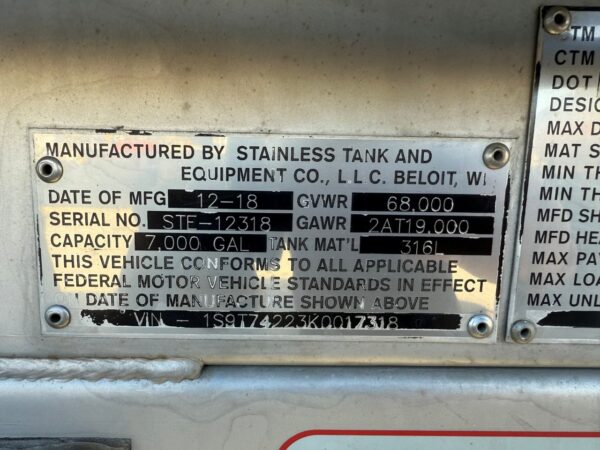 MANUFACTURED BY STAINLESS TANK AND
EQUIPMENT CO., L.L.C. BELOIT, WI
DATE OF MFG 12-18 GVWR 68,000
SERIAL NO. STE-12318 GAWR 2AT19,000
CAPACITY 7,000 GAL TANK MAT'L 316L
THIS VEHICLE CONFORMS TO ALL APPLICABLE
FEDERAL MOTOR VEHICLE STANDARDS IN EFFECT
DATE OF MANUFACTURE SHOWN ABOVE
VIN - 1S9T74223K0017318
CTM
CTM
DOT
DESIG
MAX D
MAT S
MIN TH
MIN TH
MFD SH
MFD HEA
MAX PAY
MAX LOA
MAX UNL